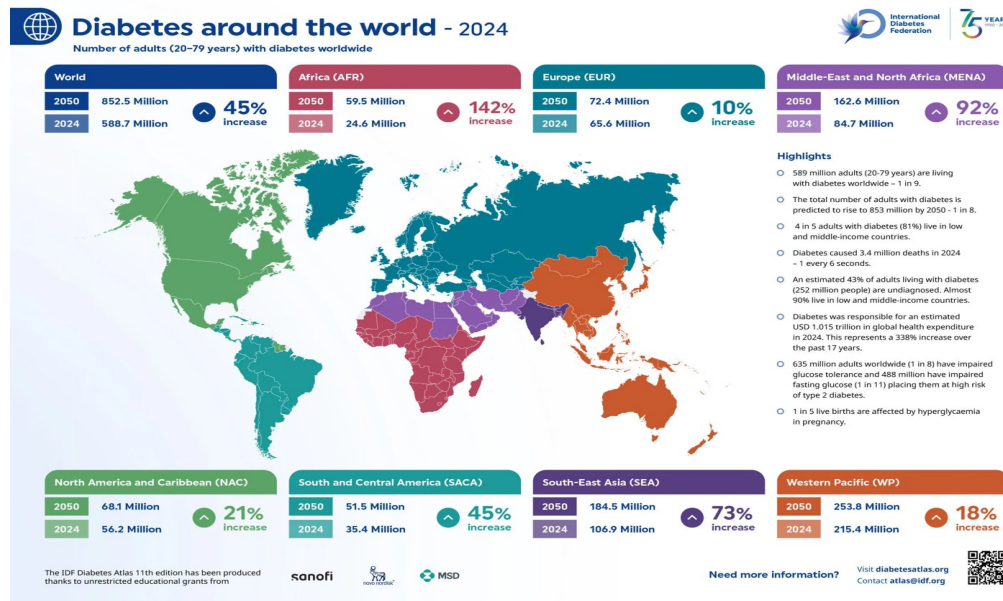 Diabetes around the world - 2024
Number of adults (20–79 years) with diabetes worldwide
International
Diabetes
Federation
75 YEAR
World
2050 852.5 Million
2024 588.7 Million
45%
increase
Africa (AFR)
2050 59.5 Million
2024 24.6 Million
142%
increase
Europe (EUR)
2050 72.4 Million
2024 65.6 Million
10%
increase
Middle-East and North Africa (MENA)
2050 162.6 Million
2024 84.7 Million
92%
increase
Highlights
589 million adults (20-79 years) are living
with diabetes worldwide – 1 in 9.
The total number of adults with diabetes is
predicted to rise to 853 million by 2050 - 1 in 8.
4 in 5 adults with diabetes (81%) live in low
and middle-income countries.
Diabetes caused 3.4 million deaths in 2024
– 1 every 6 seconds.
An estimated 43% of adults living with diabetes
(252 million people) are undiagnosed. Almost
90% live in low and middle-income countries.
Diabetes was responsible for an estimated
USD 1.015 trillion in global health expenditure
in 2024. This represents a 338% increase over
the past 17 years.
635 million adults worldwide (1 in 8) have impaired
glucose tolerance and 488 million have impaired
fasting glucose (1 in 11) placing them at high risk
of type 2 diabetes.
1 in 5 live births are affected by hyperglycaemia
in pregnancy.
North America and Caribbean (NAC)
2050 68.1 Million
2024 56.2 Million
21%
increase
South and Central America (SACA)
2050 51.5 Million
2024 35.4 Million
45%
increase
South-East Asia (SEA)
2050 184.5 Million
2024 106.9 Million
73%
increase
Western Pacific (WP)
2050 253.8 Million
2024 215.4 Million
18%
increase
The IDF Diabetes Atlas 11th edition has been produced
thanks to unrestricted educational grants from
sanofi
novo nordisk
MSD
Need more information?
Visit diabetesatlas.org
Contact atlas@idf.org